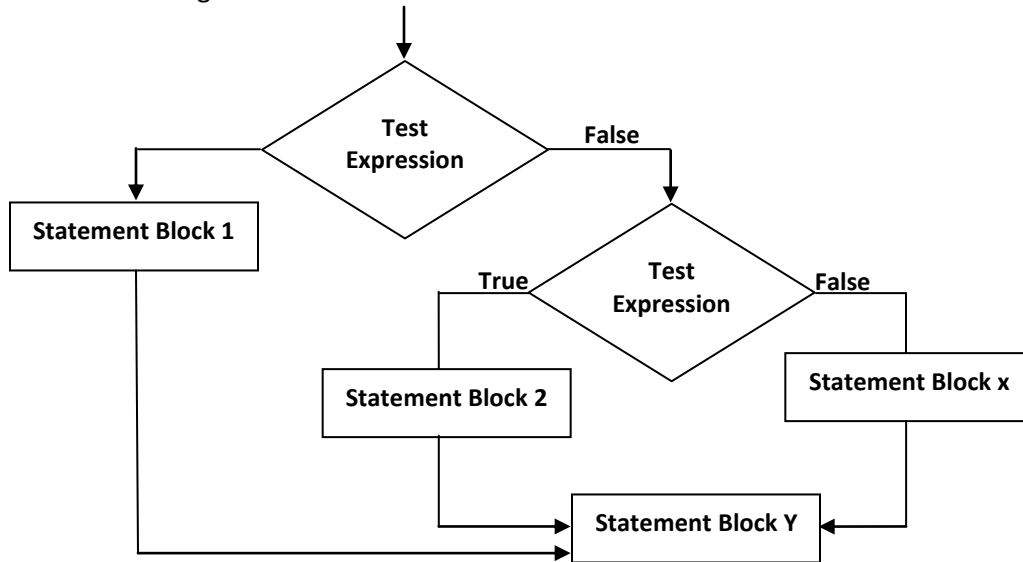 Test
Expression
False
Statement Block 1
Test
Expression
True
False
Statement Block 2
Statement Block x
Statement Block Y